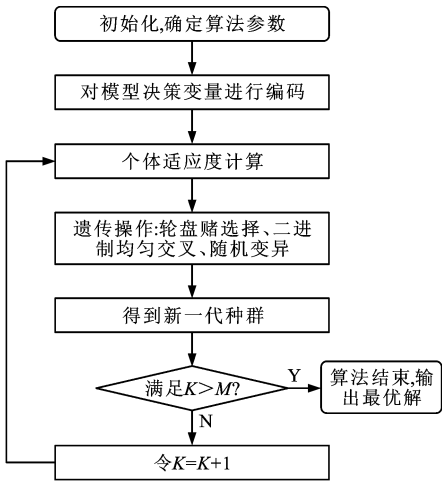 初始化,确定算法参数
对模型决策变量进行编码
个体适应度计算
遗传操作:轮盘赌选择、二进
制均匀交叉、随机变异
得到新一代种群
满足K>M?
Y
算法结束,输
出最优解
N
令K=K+1